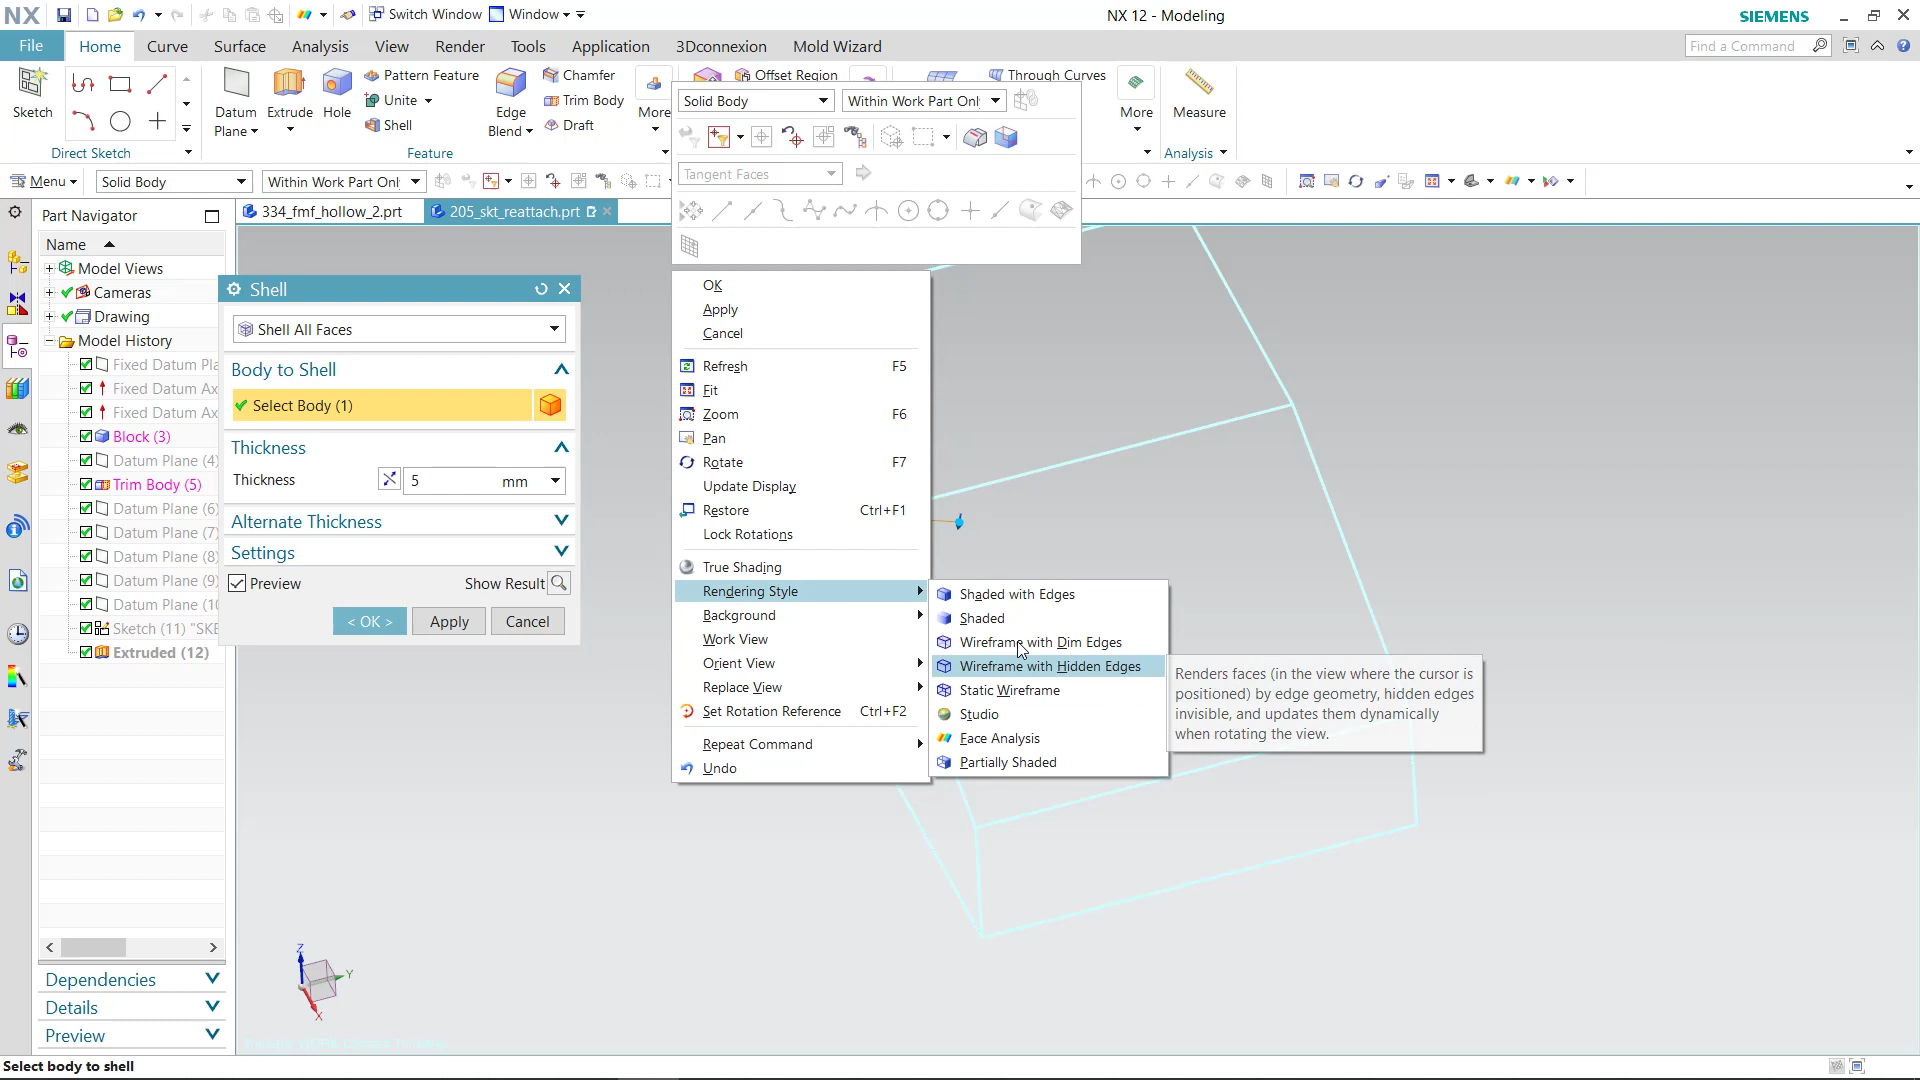 NX
Switch Window
Window
NX 12 - Modeling
SIEMENS
File
Home
Curve
Surface
Analysis
View
Render
Tools
Application
3Dconnexion
Mold Wizard
Find a Command
Sketch
Direct Sketch
Datum
Plane
Extrude
Hole
Pattern Feature
Unite
Shell
Edge
Blend
Chamfer
Trim Body
Draft
More
Feature
Offset Region
Through Curves
More
Measure
Analysis
Solid Body
Within Work Part Onl
Tangent Faces
Menu
Solid Body
Within Work Part Onl
Part Navigator
334_fmf_hollow_2.prt
205_skt_reattach.prt
Name
Model Views
Cameras
Drawing
Model History
Fixed Datum Pla
Fixed Datum Ax
Fixed Datum Ax
Block (3)
Datum Plane (4)
Trim Body (5)
Datum Plane (6)
Datum Plane (7)
Datum Plane (8)
Datum Plane (9)
Datum Plane (10
Sketch (11) "SKE
Extruded (12)
Dependencies
Details
Preview
Shell
Shell All Faces
Body to Shell
Select Body (1)
Thickness
Thickness
5
mm
Alternate Thickness
Settings
Preview
Show Result
< OK >
Apply
Cancel
OK
Apply
Cancel
Refresh F5
Fit
Zoom F6
Pan
Rotate F7
Update Display
Restore Ctrl+F1
Lock Rotations
True Shading
Rendering Style
Background
Work View
Orient View
Replace View
Set Rotation Reference Ctrl+F2
Repeat Command
Undo
Shaded with Edges
Shaded
Wireframe with Dim Edges
Wireframe with Hidden Edges
Static Wireframe
Studio
Face Analysis
Partially Shaded
Renders faces (in the view where the cursor is
positioned) by edge geometry, hidden edges
invisible, and updates them dynamically
when rotating the view.
Z
Y
X
Select body to shell